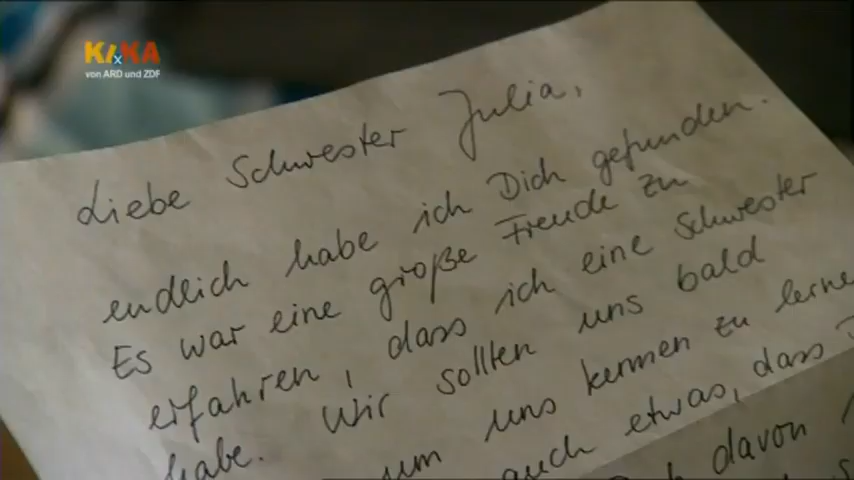 KiKA
von ARD und ZDF
Liebe Schwester Julia,
endlich habe ich Dich gefunden.
Es war eine große Freude zu
erfahren, dass ich eine Schwester
habe. Wir sollten uns bald
um uns kennen zu lerne
auch etwas, dass
davon